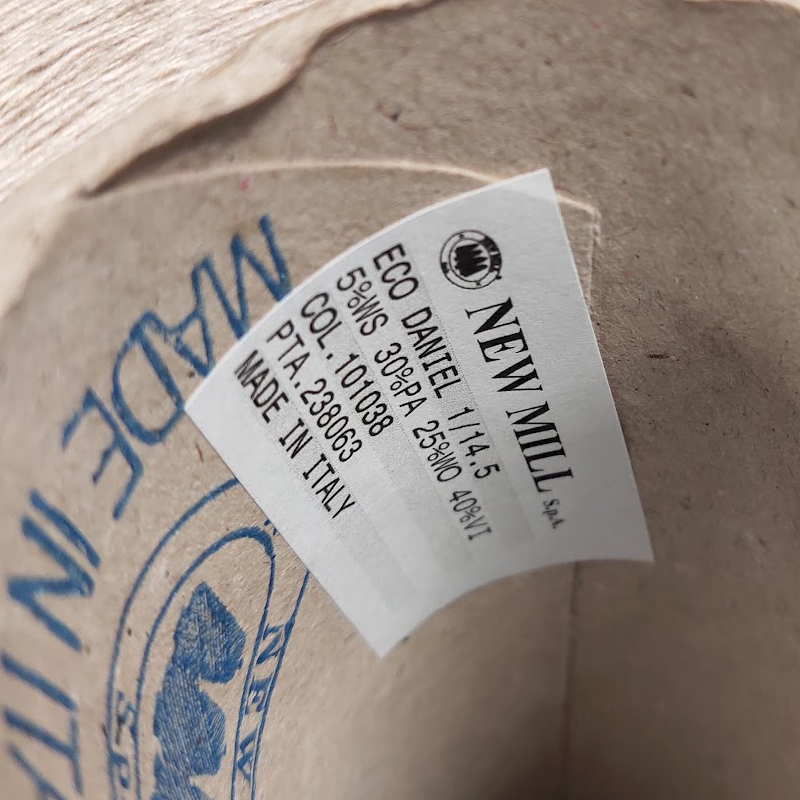 NEW MILL S.p.A.
ECO DANIEL 1/14.5
5%WS 30%PA 25%WO 40%VI
COL.101038
PTA.238063
MADE IN ITALY
MADE IN ITA
NEW
S.p.